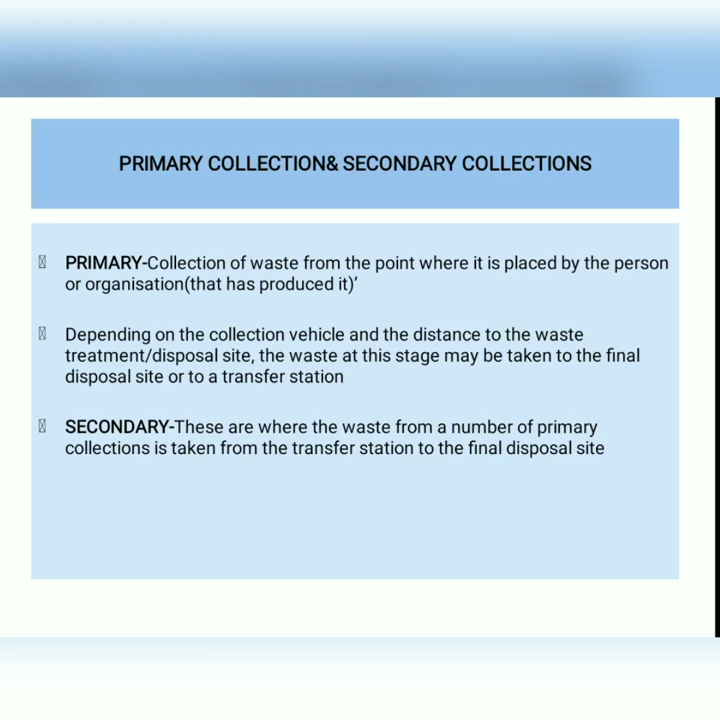 PRIMARY COLLECTION& SECONDARY COLLECTIONS
PRIMARY-Collection of waste from the point where it is placed by the person
or organisation(that has produced it)’
Depending on the collection vehicle and the distance to the waste
treatment/disposal site, the waste at this stage may be taken to the final
disposal site or to a transfer station
SECONDARY-These are where the waste from a number of primary
collections is taken from the transfer station to the final disposal site